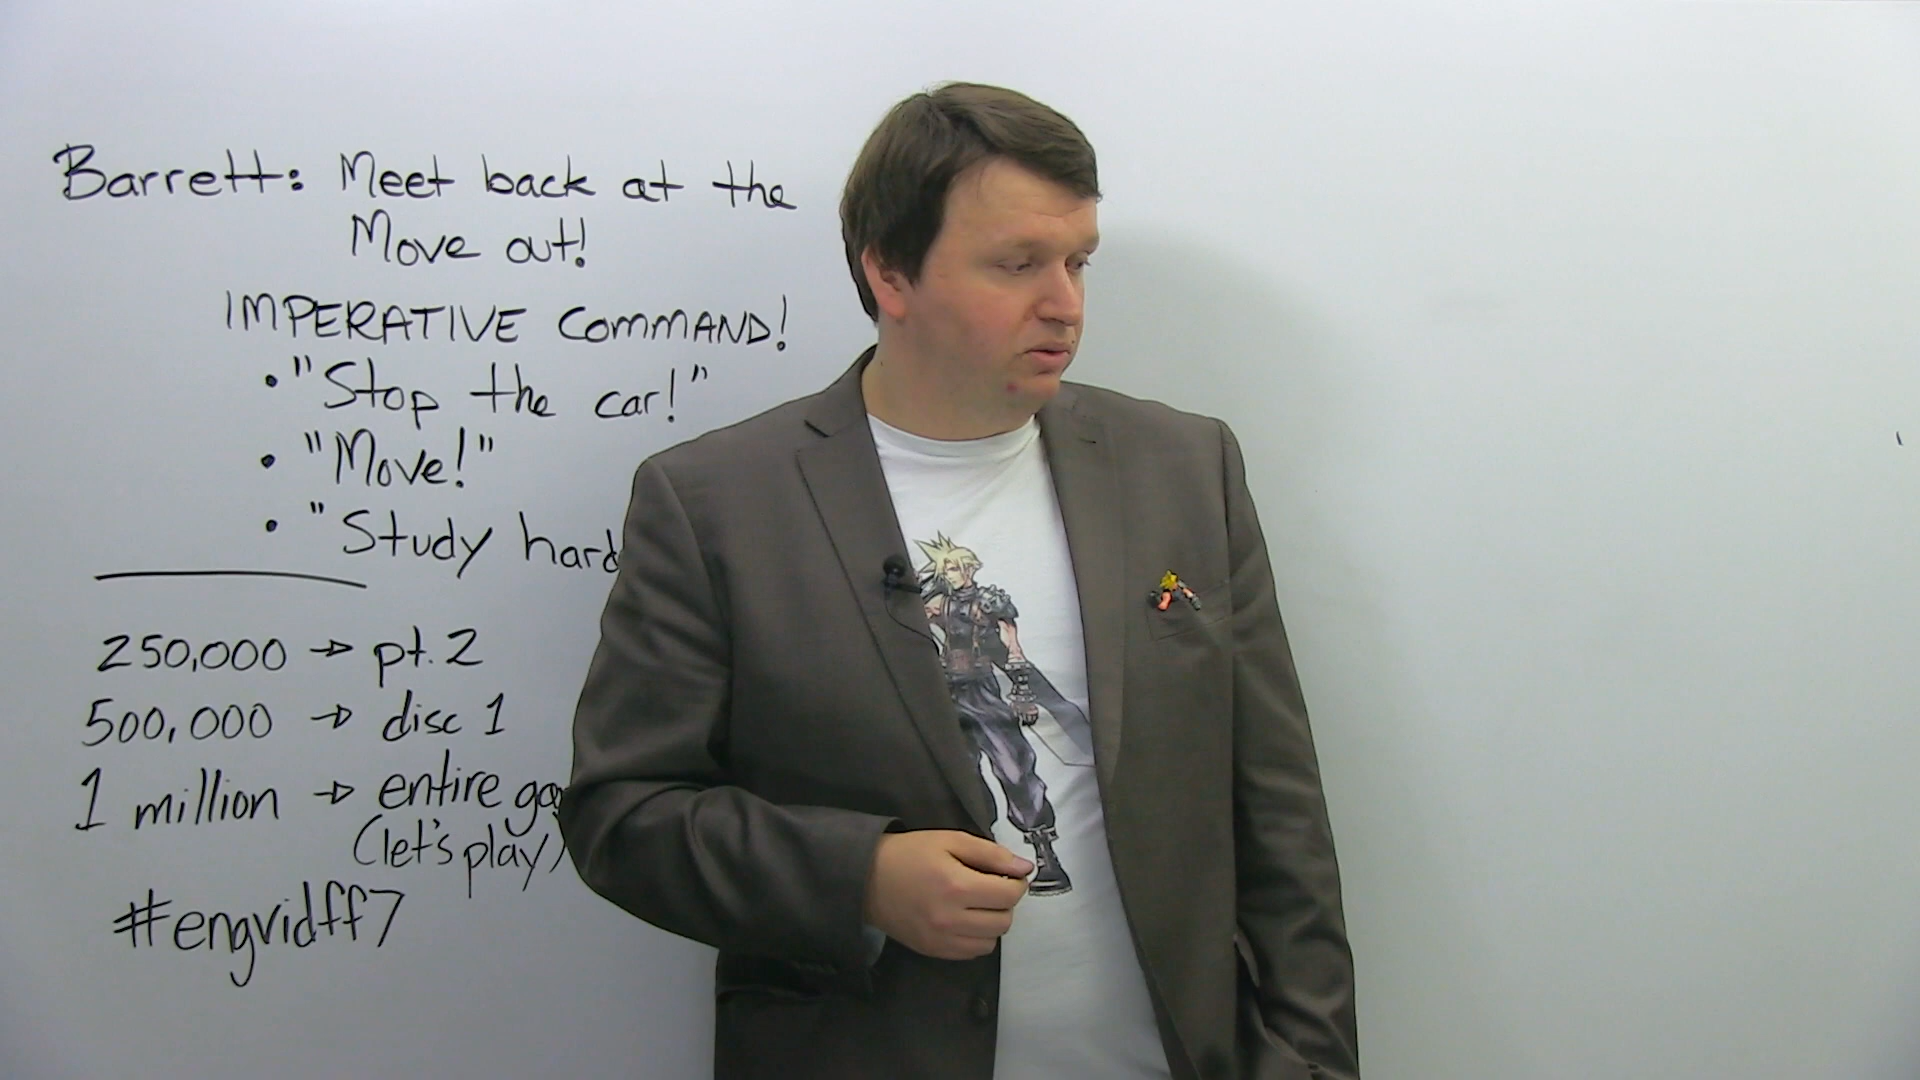 Barrett: Meet back at the
Move out!
IMPERATIVE COMMAND!
• "Stop the car!"
• "Move!"
• "Study hard
250,000 → pt. 2
500,000 → disc 1
1 million → entire
(let's play)
#engvidff7